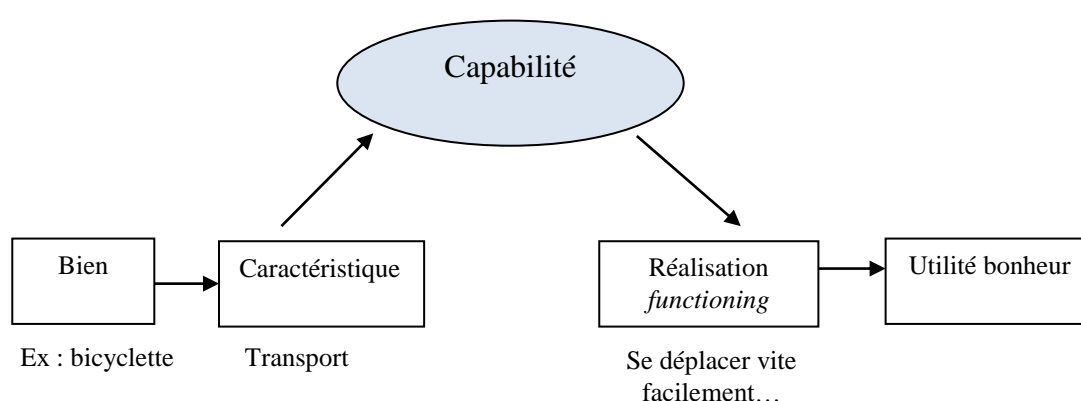 Capabilité
Bien
Caractéristique
Réalisation
functioning
Utilité bonheur
Ex : bicyclette
Transport
Se déplacer vite
facilement…